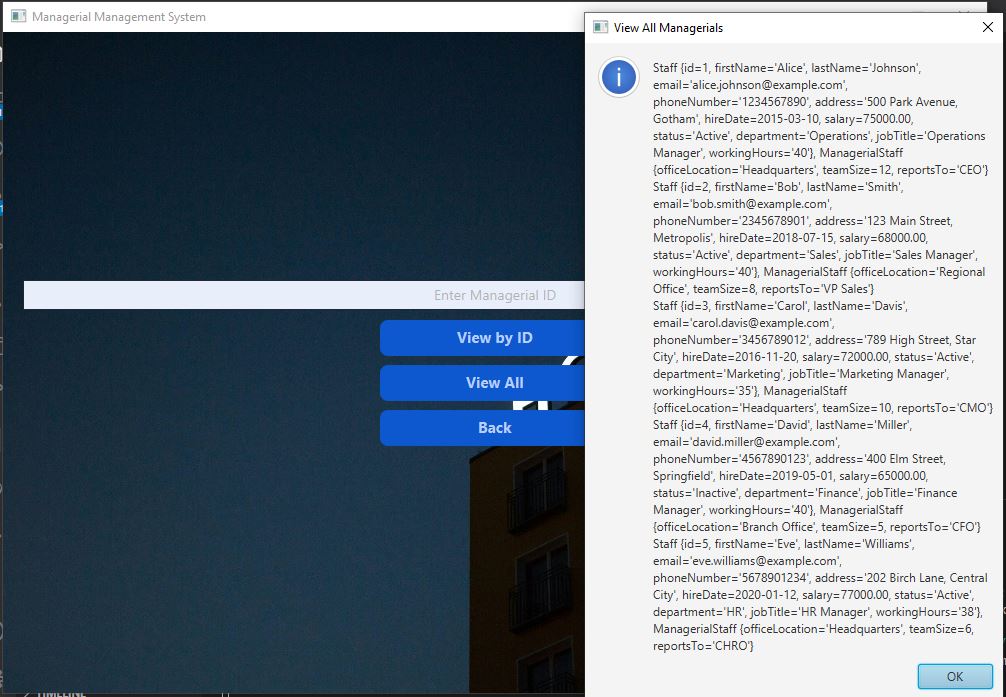 Managerial Management System
View All Managerials
Enter Managerial ID
View by ID
View All
Back
Staff {id=1, firstName='Alice', lastName='Johnson',
email='alice.johnson@example.com',
phoneNumber='1234567890', address='500 Park Avenue,
Gotham', hireDate=2015-03-10, salary=75000.00,
status='Active', department='Operations', jobTitle='Operations
Manager', workingHours='40'}, ManagerialStaff
{officeLocation='Headquarters', teamSize=12, reportsTo='CEO'}
Staff {id=2, firstName='Bob', lastName='Smith',
email='bob.smith@example.com',
phoneNumber='2345678901', address='123 Main Street,
Metropolis', hireDate=2018-07-15, salary=68000.00,
status='Active', department='Sales', jobTitle='Sales Manager',
workingHours='40'}, ManagerialStaff {officeLocation='Regional
Office', teamSize=8, reportsTo='VP Sales'}
Staff {id=3, firstName='Carol', lastName='Davis',
email='carol.davis@example.com',
phoneNumber='3456789012', address='789 High Street, Star
City', hireDate=2016-11-20, salary=72000.00, status='Active',
department='Marketing', jobTitle='Marketing Manager',
workingHours='35'}, ManagerialStaff
{officeLocation='Headquarters', teamSize=10, reportsTo='CMO'}
Staff {id=4, firstName='David', lastName='Miller',
email='david.miller@example.com',
phoneNumber='4567890123', address='400 Elm Street,
Springfield', hireDate=2019-05-01, salary=65000.00,
status='Inactive', department='Finance', jobTitle='Finance
Manager', workingHours='40'}, ManagerialStaff
{officeLocation='Branch Office', teamSize=5, reportsTo='CFO'}
Staff {id=5, firstName='Eve', lastName='Williams',
email='eve.williams@example.com',
phoneNumber='5678901234', address='202 Birch Lane, Central
City', hireDate=2020-01-12, salary=77000.00, status='Active',
department='HR', jobTitle='HR Manager', workingHours='38'},
ManagerialStaff {officeLocation='Headquarters', teamSize=6,
reportsTo='CHRO'}
OK
TIMELINE